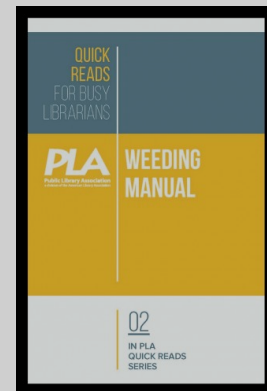 QUICK
READS
FOR BUSY
LIBRARIANS
PLA
Public Library Association
WEEDING
MANUAL
02
IN PLA
QUICK READS
SERIES